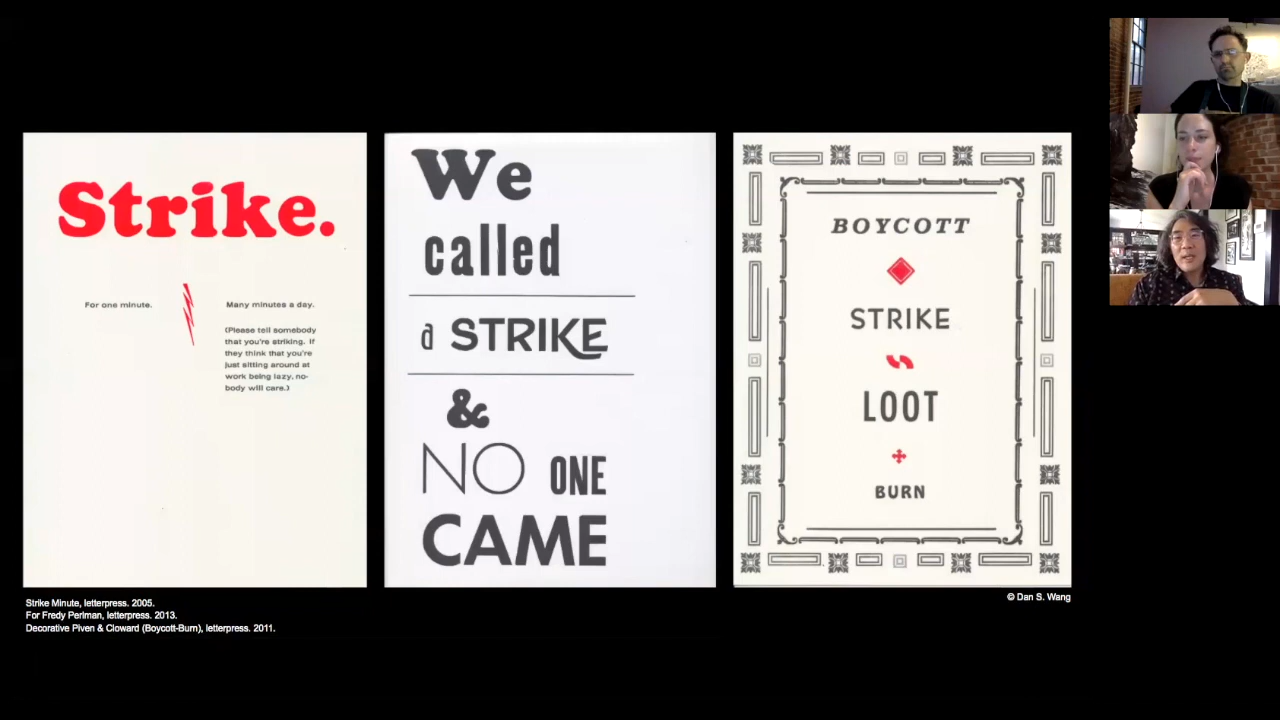 Strike.
For one minute.
Many minutes a day.
(Please tell somebody
that you're striking. If
they think that you're
just sitting around at
work being lazy, no-
body will care.)
We
called
a STRIKE
&
NO ONE
CAME
BOYCOTT
STRIKE
LOOT
BURN
Strike Minute, letterpress. 2005.
For Fredy Perlman, letterpress. 2013.
Decorative Piven & Cloward (Boycott-Burn), letterpress. 2011.
© Dan S. Wang